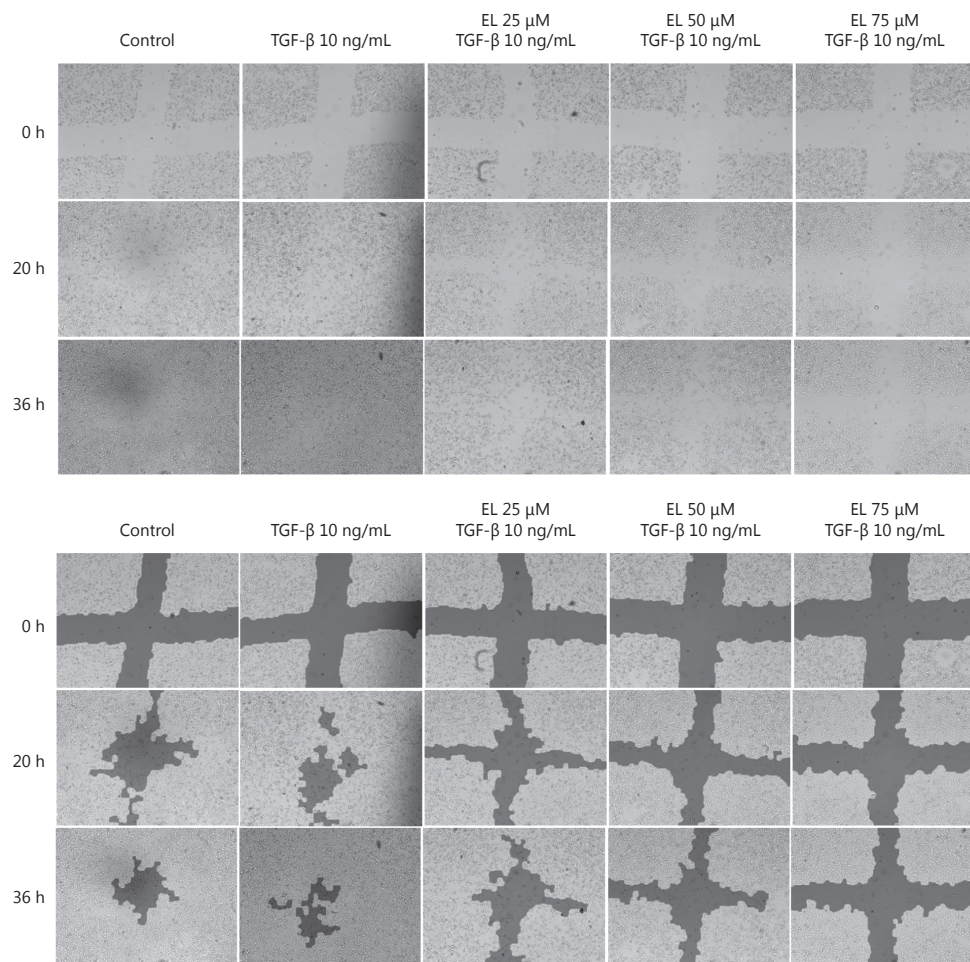 Control
TGF-β 10 ng/mL
EL 25 μM
TGF-β 10 ng/mL
EL 50 μM
TGF-β 10 ng/mL
EL 75 μM
TGF-β 10 ng/mL
0 h
20 h
36 h
Control
TGF-β 10 ng/mL
EL 25 μM
TGF-β 10 ng/mL
EL 50 μM
TGF-β 10 ng/mL
EL 75 μM
TGF-β 10 ng/mL
0 h
20 h
36 h